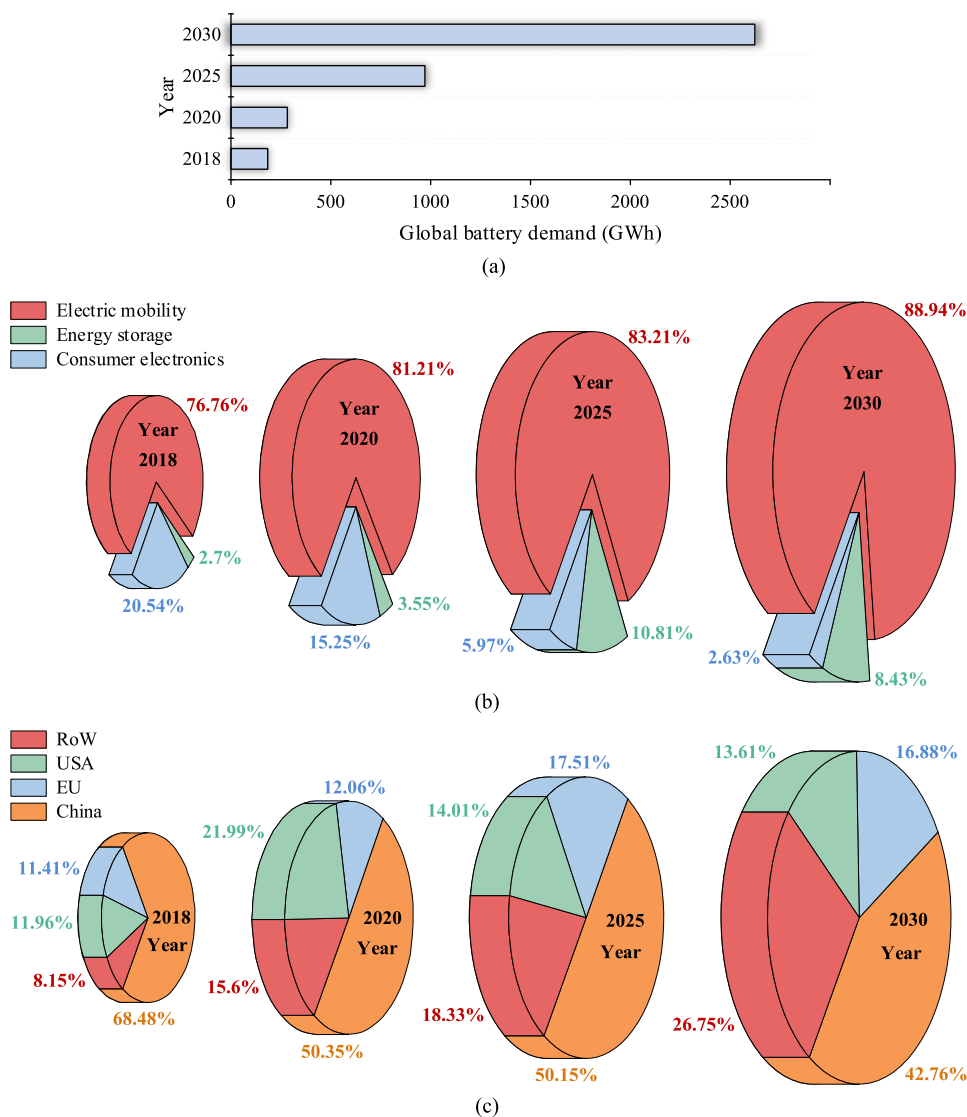 2030
2025
2020
2018
Year
0 500 1000 1500 2000 2500
Global battery demand (GWh)
(a)
Electric mobility
Energy storage
Consumer electronics
76.76%
Year
2018
2.7%
20.54%
81.21%
Year
2020
3.55%
15.25%
83.21%
Year
2025
10.81%
5.97%
88.94%
Year
2030
8.43%
2.63%
(b)
RoW
USA
EU
China
11.41%
11.96%
8.15%
68.48%
2018
Year
12.06%
21.99%
15.6%
50.35%
2020
Year
17.51%
14.01%
18.33%
50.15%
2025
Year
13.61%
16.88%
26.75%
42.76%
2030
Year
(c)